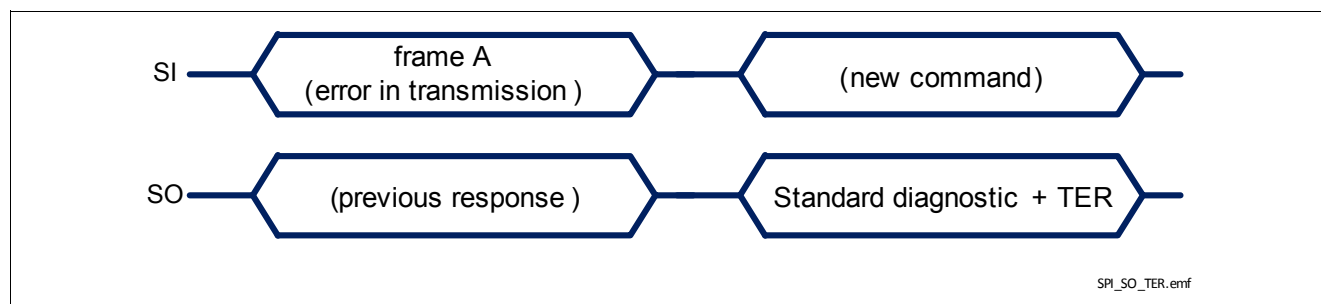 SI
frame A
(error in transmission )
(new command)
SO
(previous response )
Standard diagnostic + TER
SPI_SO_TER.emf